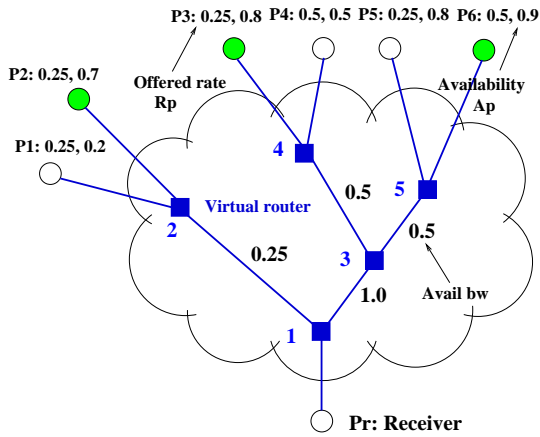 P3: 0.25, 0.8
P4: 0.5, 0.5
P5: 0.25, 0.8
P6: 0.5, 0.9
P2: 0.25, 0.7
Offered rate
Rp
Availability
Ap
P1: 0.25, 0.2
4
5
2
Virtual router
0.5
0.5
0.25
3
1.0
Avail bw
1
Pr: Receiver